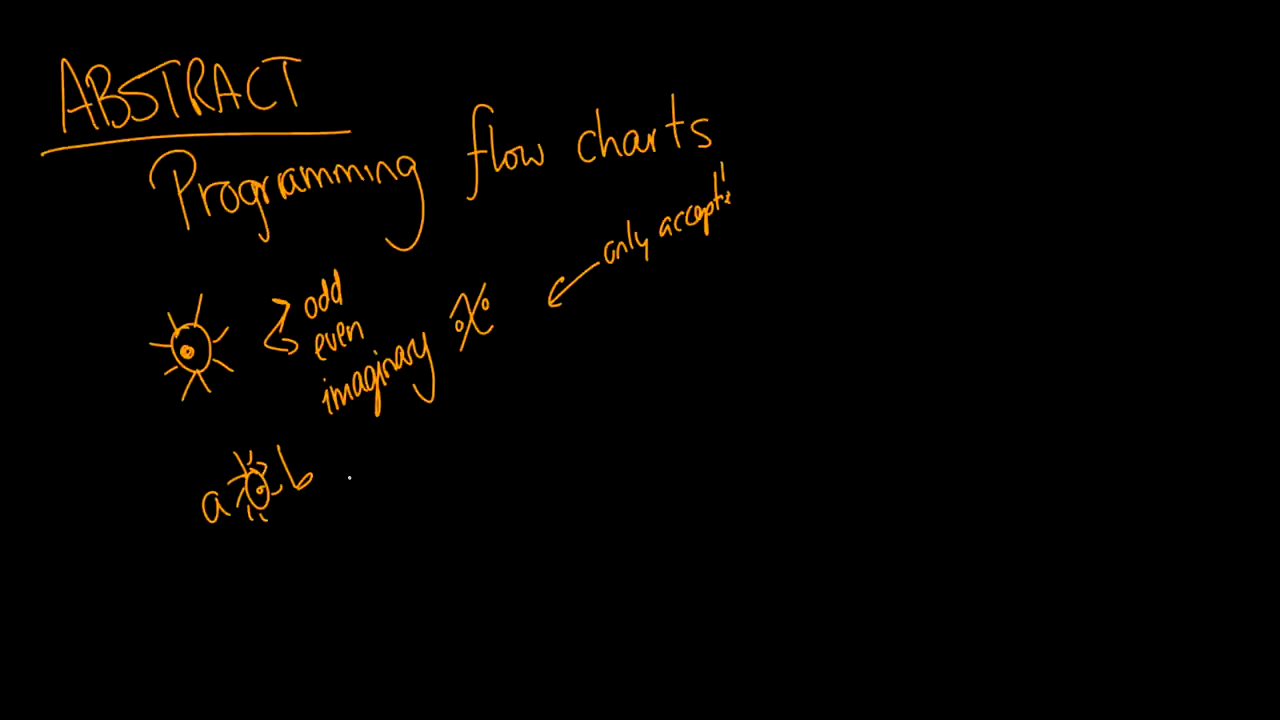 ABSTRACT
Programming flow charts
only accept
odd
even
imaginary
a b